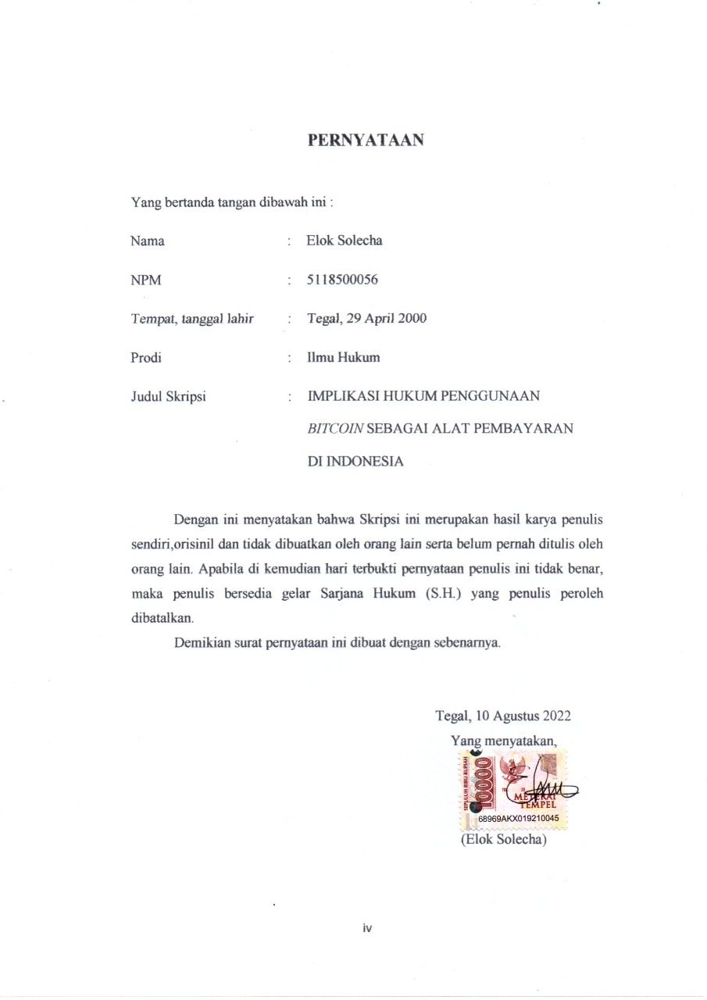 PERNYATAAN
Yang bertanda tangan dibawah ini :
Nama : Elok Solecha
NPM : 5118500056
Tempat, tanggal lahir : Tegal, 29 April 2000
Prodi : Ilmu Hukum
Judul Skripsi : IMPLIKASI HUKUM PENGGUNAAN
BITCOIN SEBAGAI ALAT PEMBAYARAN
DI INDONESIA
Dengan ini menyatakan bahwa Skripsi ini merupakan hasil karya penulis
sendiri,orisinil dan tidak dibuatkan oleh orang lain serta belum pernah ditulis oleh
orang lain. Apabila di kemudian hari terbukti pernyataan penulis ini tidak benar,
maka penulis bersedia gelar Sarjana Hukum (S.H.) yang penulis peroleh
dibatalkan.
Demikian surat pernyataan ini dibuat dengan sebenarnya.
Tegal, 10 Agustus 2022
Yang menyatakan,
SEPULUH RIBU RUPIAH
10000
METERAI
TEMPEL
68969AKX019210045
(Elok Solecha)
iv